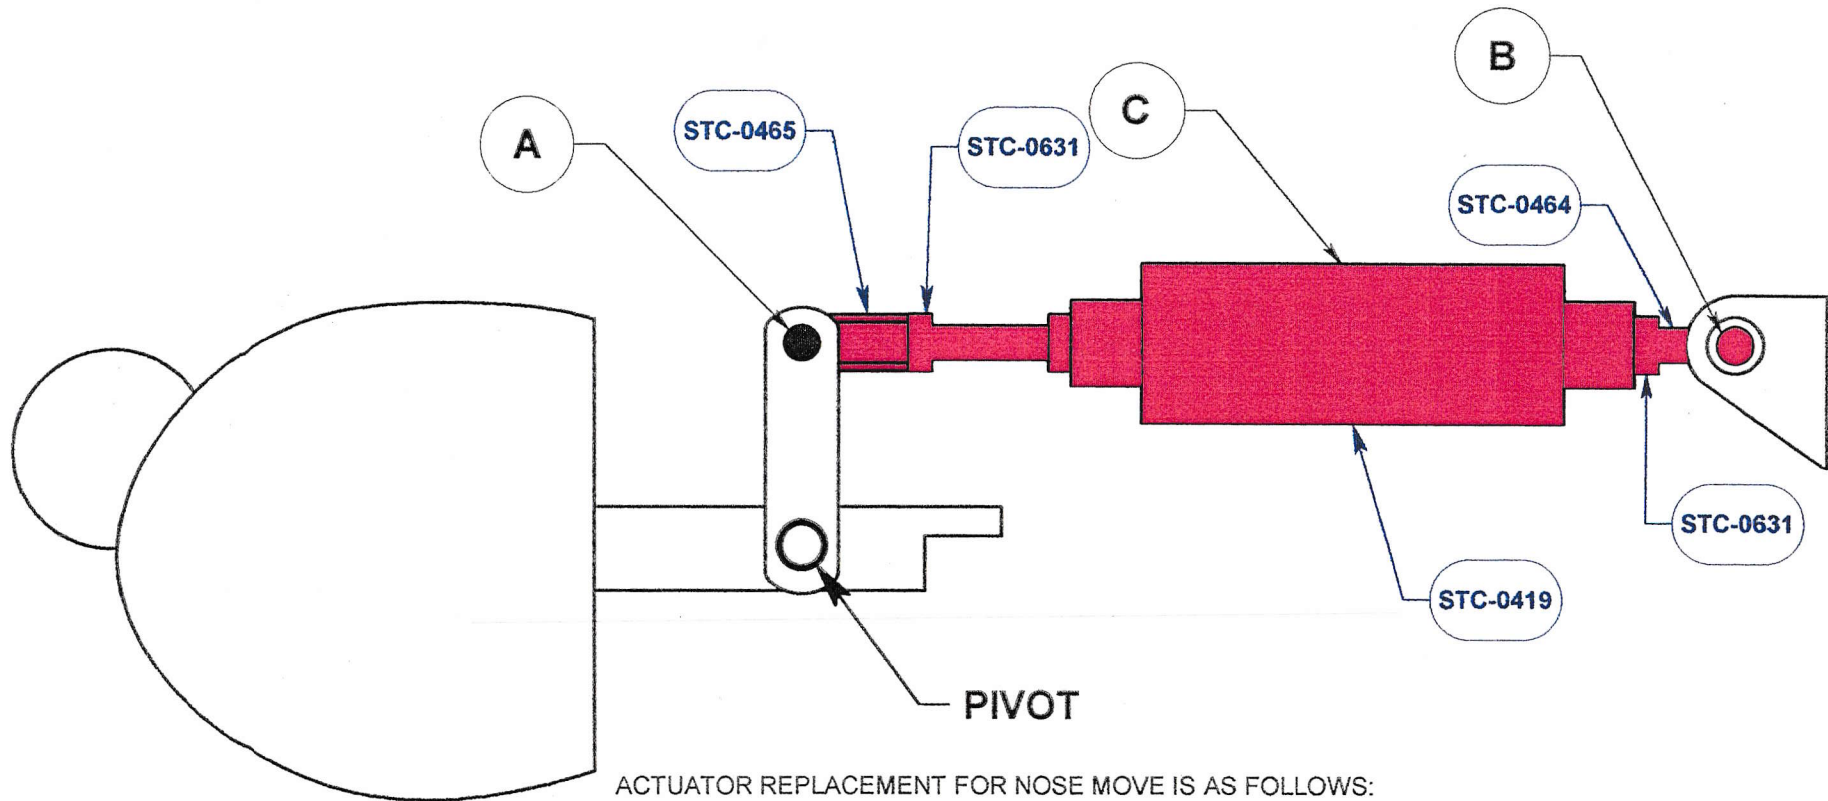 B
C
STC-0465
A
STC-0631
STC-0464
STC-0631
STC-0419
PIVOT
ACTUATOR REPLACEMENT FOR NOSE MOVE IS AS FOLLOWS: